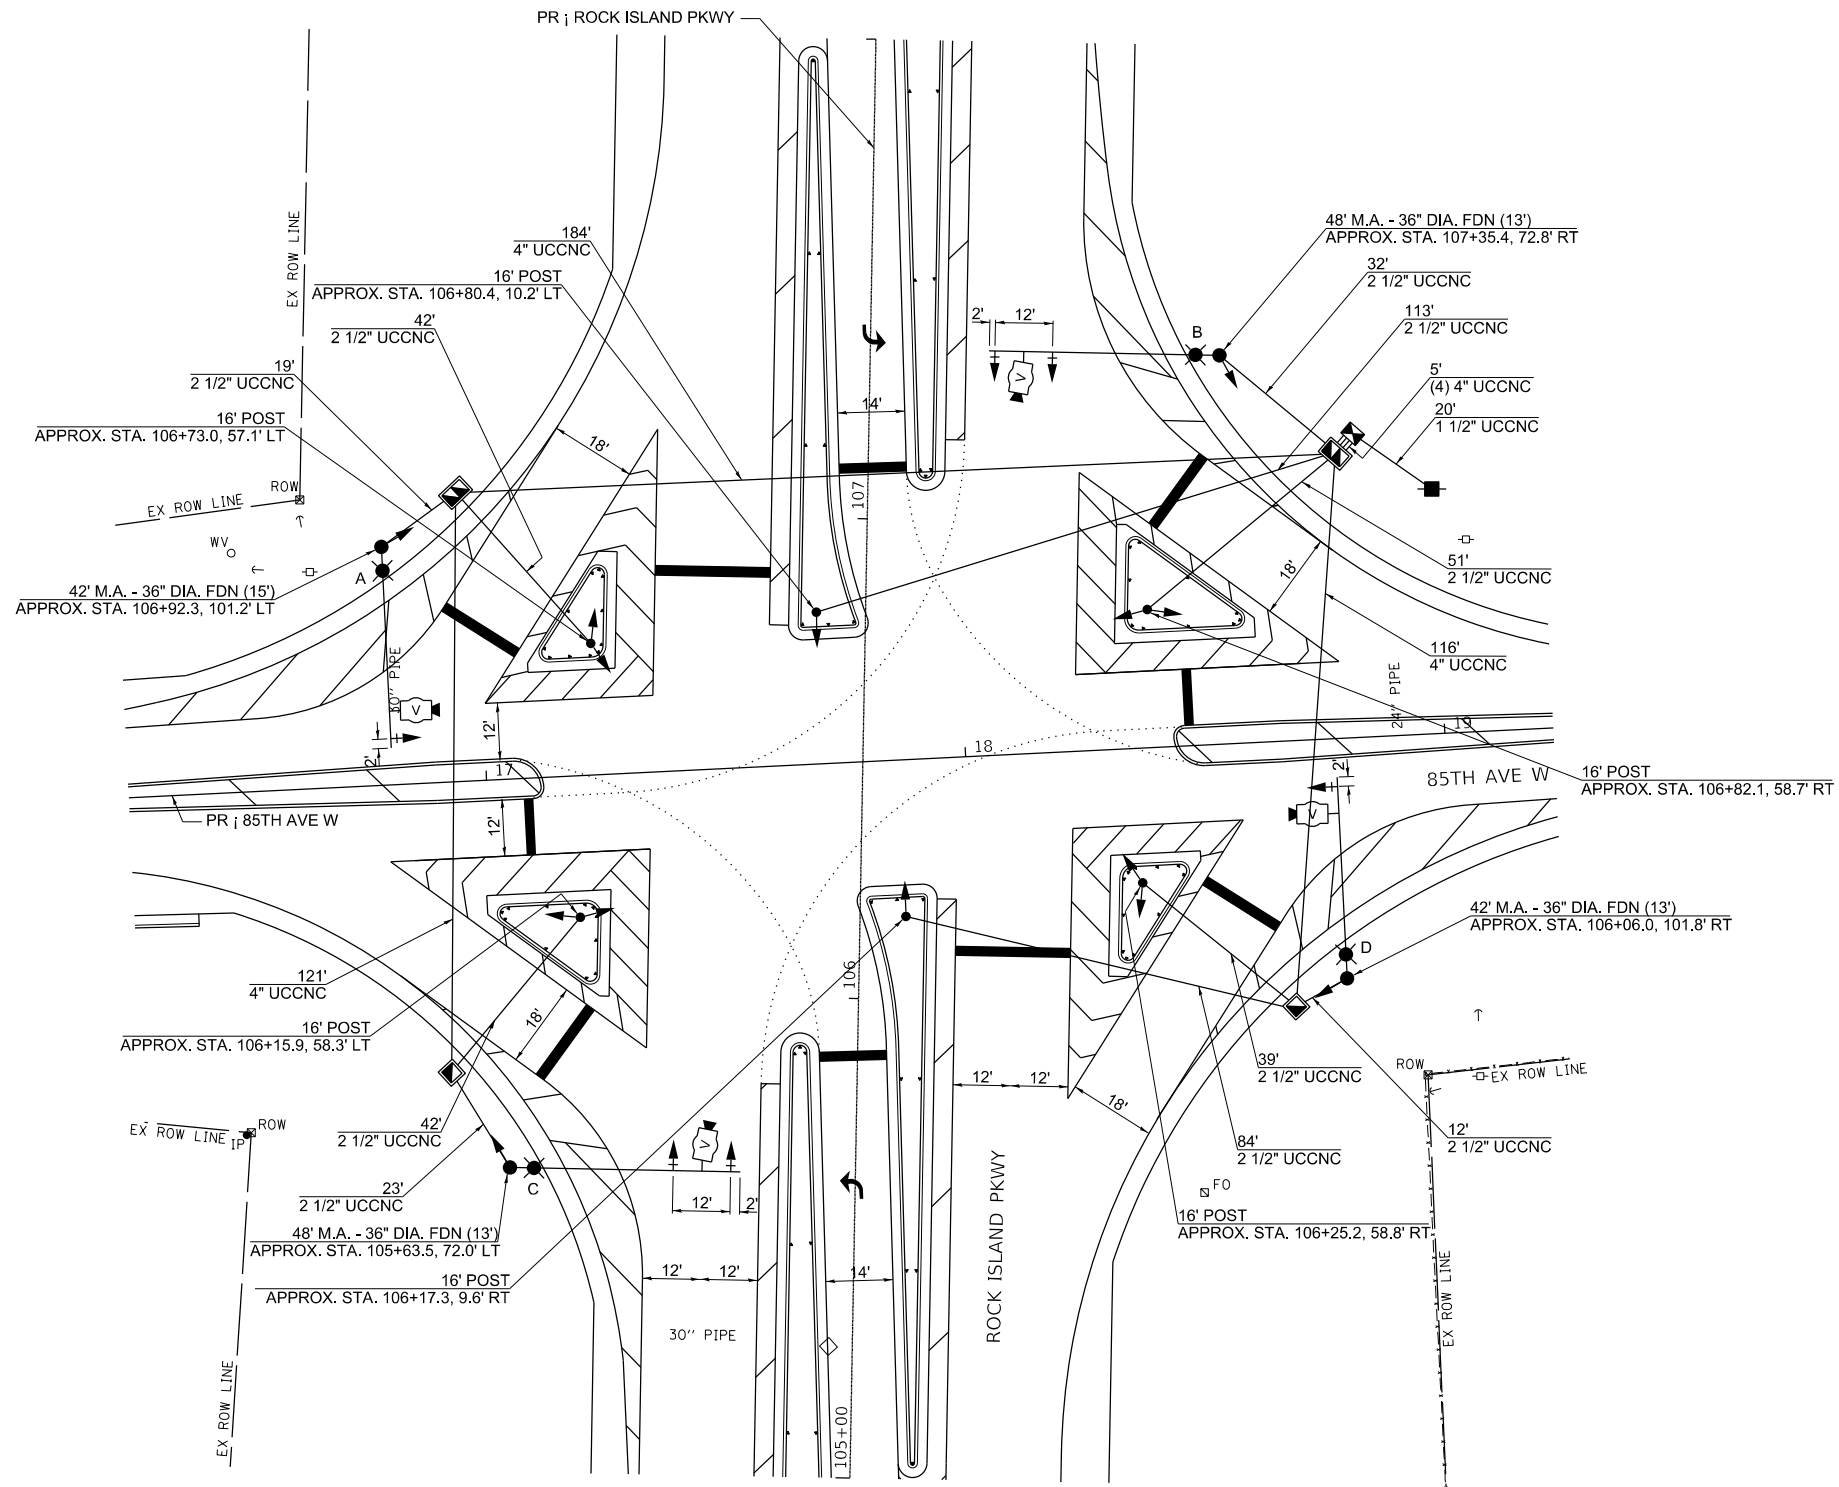 PR ¡ ROCK ISLAND PKWY
EX ROW LINE
184'
4" UCCNC
16' POST
APPROX. STA. 106+80.4, 10.2' LT
42'
2 1/2" UCCNC
19'
2 1/2" UCCNC
16' POST
APPROX. STA. 106+73.0, 57.1' LT
48' M.A. - 36" DIA. FDN (13')
APPROX. STA. 107+35.4, 72.8' RT
32'
2 1/2" UCCNC
113'
2 1/2" UCCNC
5'
(4) 4" UCCNC
20'
1 1/2" UCCNC
2'
12'
B
V
14'
18'
ROW
EX ROW LINE
WV
107
A
42' M.A. - 36" DIA. FDN (15')
APPROX. STA. 106+92.3, 101.2' LT
18'
51'
2 1/2" UCCNC
116'
4" UCCNC
30'' PIPE
V
24'' PIPE
12'
2'
17
18
19
85TH AVE W
2'
16' POST
APPROX. STA. 106+82.1, 58.7' RT
PR ¡ 85TH AVE W
12'
V
42' M.A. - 36" DIA. FDN (13')
APPROX. STA. 106+06.0, 101.8' RT
D
121'
4" UCCNC
106
18'
16' POST
APPROX. STA. 106+15.9, 58.3' LT
39'
2 1/2" UCCNC
ROW
EX ROW LINE
12'
12'
18'
EX ROW LINE
IP
ROW
42'
2 1/2" UCCNC
V
84'
2 1/2" UCCNC
12'
2 1/2" UCCNC
C
23'
2 1/2" UCCNC
12'
2'
FO
16' POST
APPROX. STA. 106+25.2, 58.8' RT
48' M.A. - 36" DIA. FDN (13')
APPROX. STA. 105+63.5, 72.0' LT
16' POST
APPROX. STA. 106+17.3, 9.6' RT
12'
12'
14'
ROCK ISLAND PKWY
EX ROW LINE
30'' PIPE
EX ROW LINE
105+00